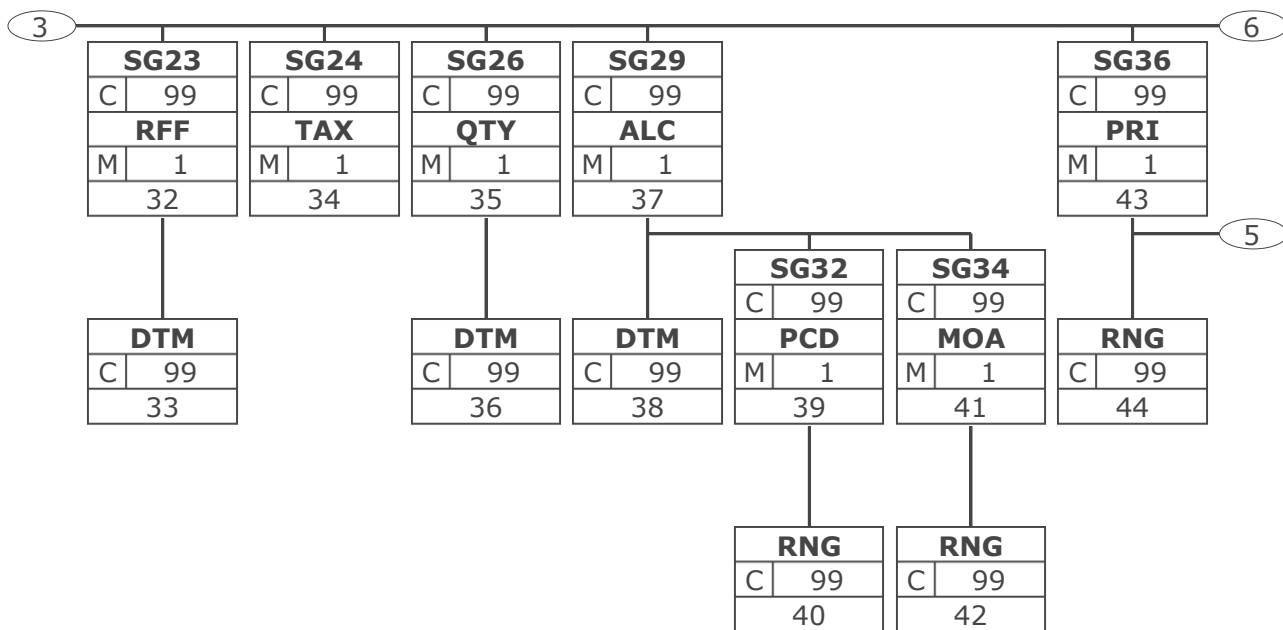 3 6
SG23 SG24 SG26 SG29 SG36
C 99 C 99 C 99 C 99 C 99
RFF TAX QTY ALC PRI
M 1 M 1 M 1 M 1 M 1
32 34 35 37 43
5
SG32 SG34
C 99 C 99
DTM DTM DTM PCD MOA RNG
C 99 C 99 C 99 M 1 M 1 C 99
33 36 38 39 41 44
RNG RNG
C 99 C 99
40 42